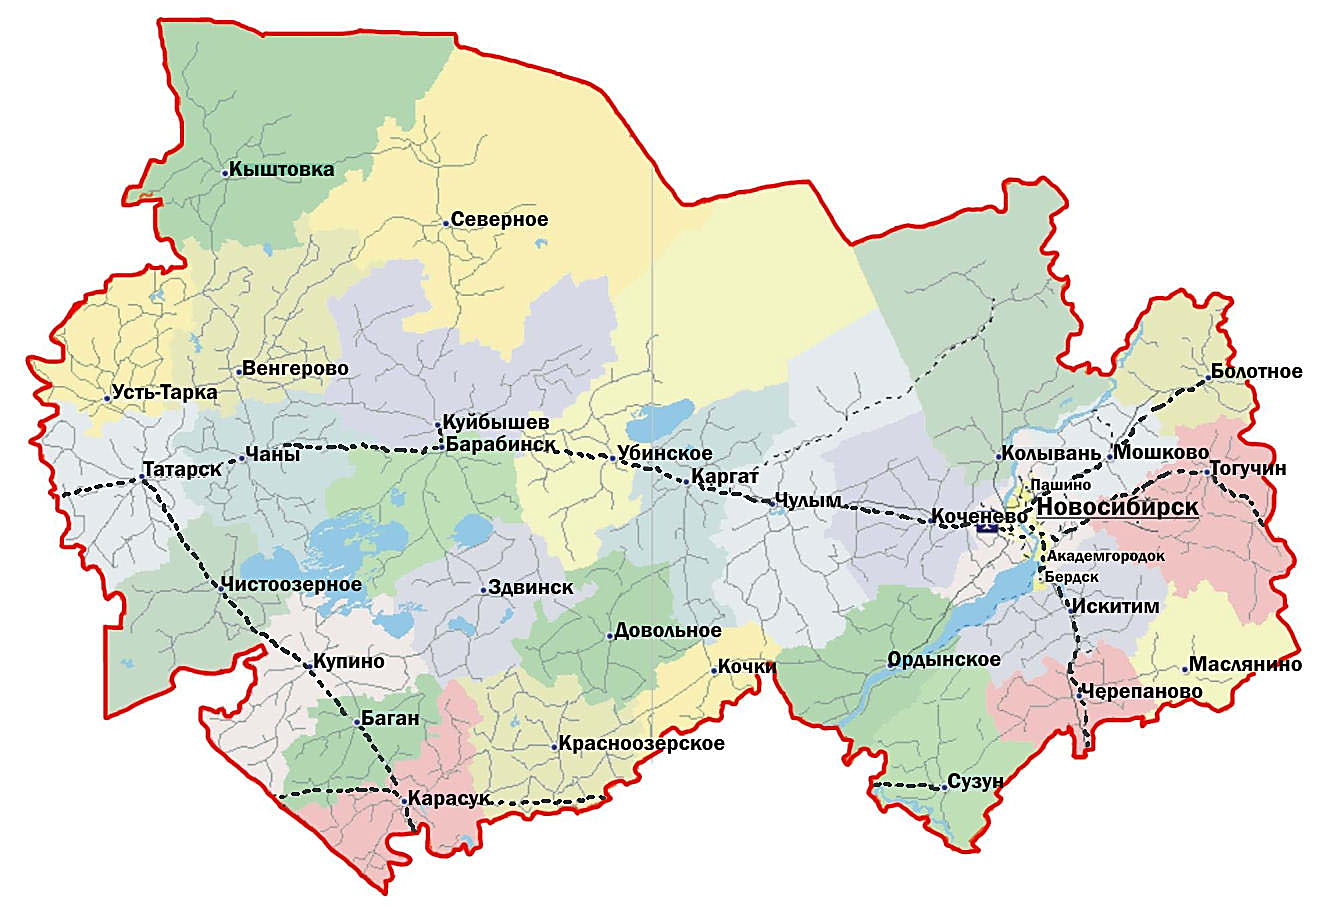 Кыштовка
Северное
Венгерово
Болотное
Усть-Тарка
Куйбышев
Барабинск
Чаны
Убинское
Колывань
Мошково
Татарск
Тогучин
Каргат
Пашино
Чулым
Новосибирск
Коченево
Академгородок
Бердск
Чистоозерное
Здвинск
Искитим
Довольное
Купино
Ордынское
Маслянино
Кочки
Черепаново
Баган
Красноозерское
Сузун
Карасук